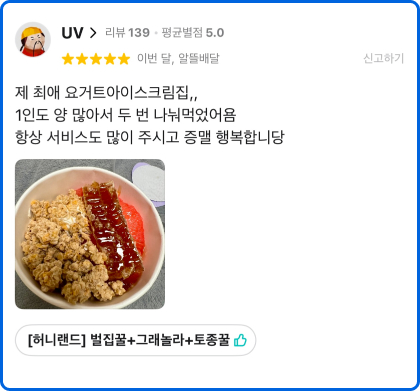 UV > 리뷰 139 · 평균별점 5.0
★★★★★ 이번 달, 알뜰배달 신고하기
제 최애 요거트아이스크림집,,
1인도 양 많아서 두 번 나눠먹었어욤
항상 서비스도 많이 주시고 증맬 행복합니당
[허니랜드] 벌집꿀+그래놀라+토종꿀